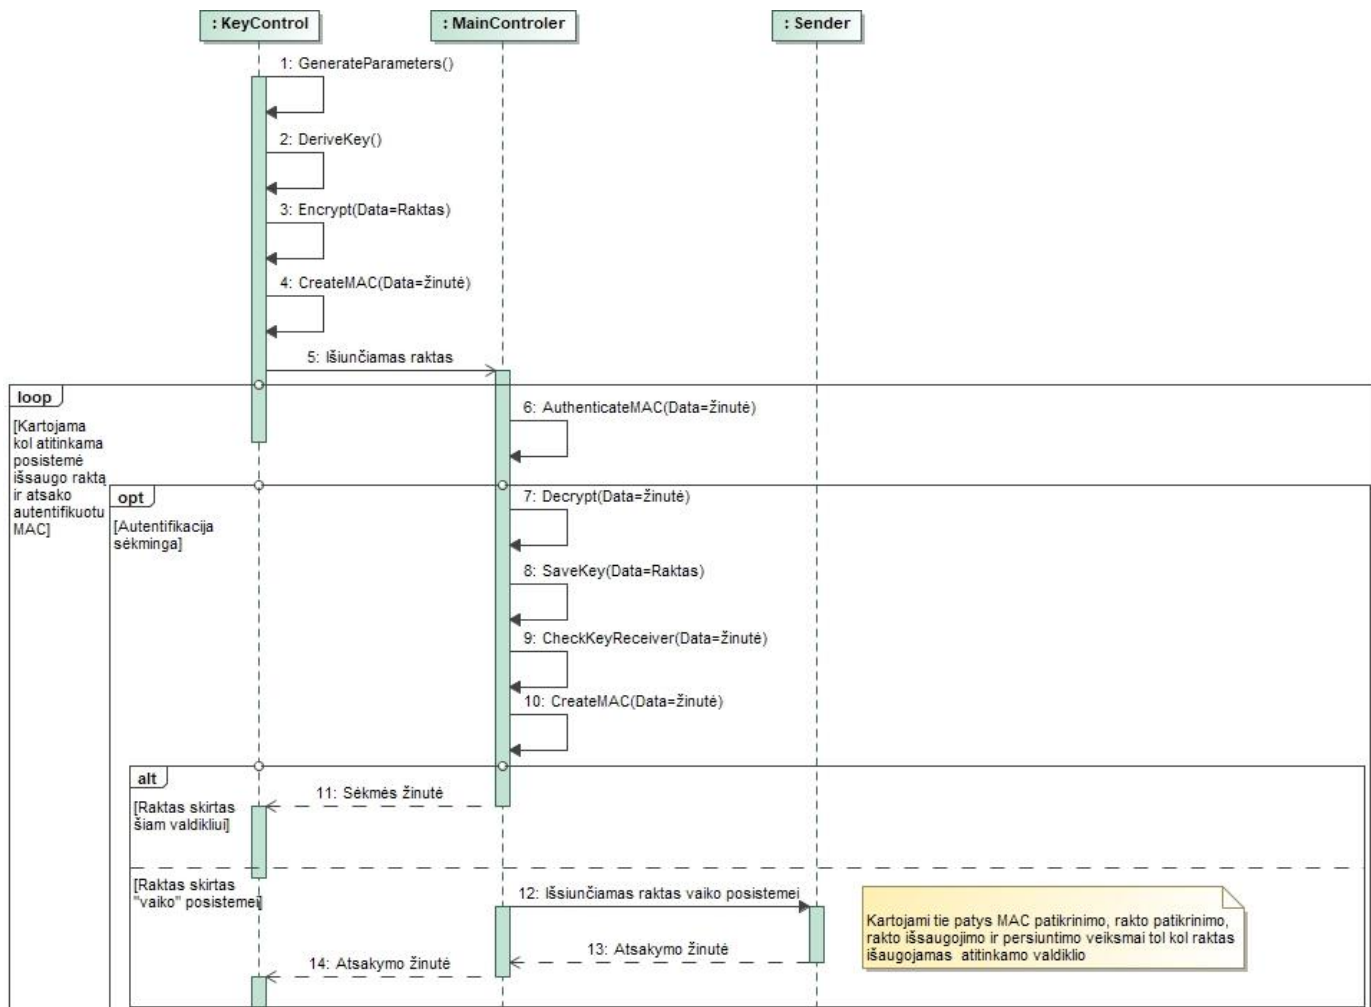 : KeyControl
: MainControler
: Sender
1: GenerateParameters()
2: DeriveKey()
3: Encrypt(Data=Raktas)
4: CreateMAC(Data=žinutė)
5: Išiunčiamas raktas
loop
[Kartojama
kol atitinkama
posistemė
išsaugo raktą
ir atsako
autentifikuotu
MAC]
6: AuthenticateMAC(Data=žinutė)
opt
[Autentifikacija
sėkminga]
7: Decrypt(Data=žinutė)
8: SaveKey(Data=Raktas)
9: CheckKeyReceiver(Data=žinutė)
10: CreateMAC(Data=žinutė)
alt
[Raktas skirtas
šiam valdikliui]
11: Sėkmės žinutė
[Raktas skirtas
"vaiko" posistemei]
12: Išsiunčiamas raktas vaiko posistemei
13: Atsakymo žinutė
14: Atsakymo žinutė
Kartojami tie patys MAC patikrinimo, rakto patikrinimo,
rakto išsaugojimo ir persiuntimo veiksmai tol kol raktas
išaugojamas atitinkamo valdiklio